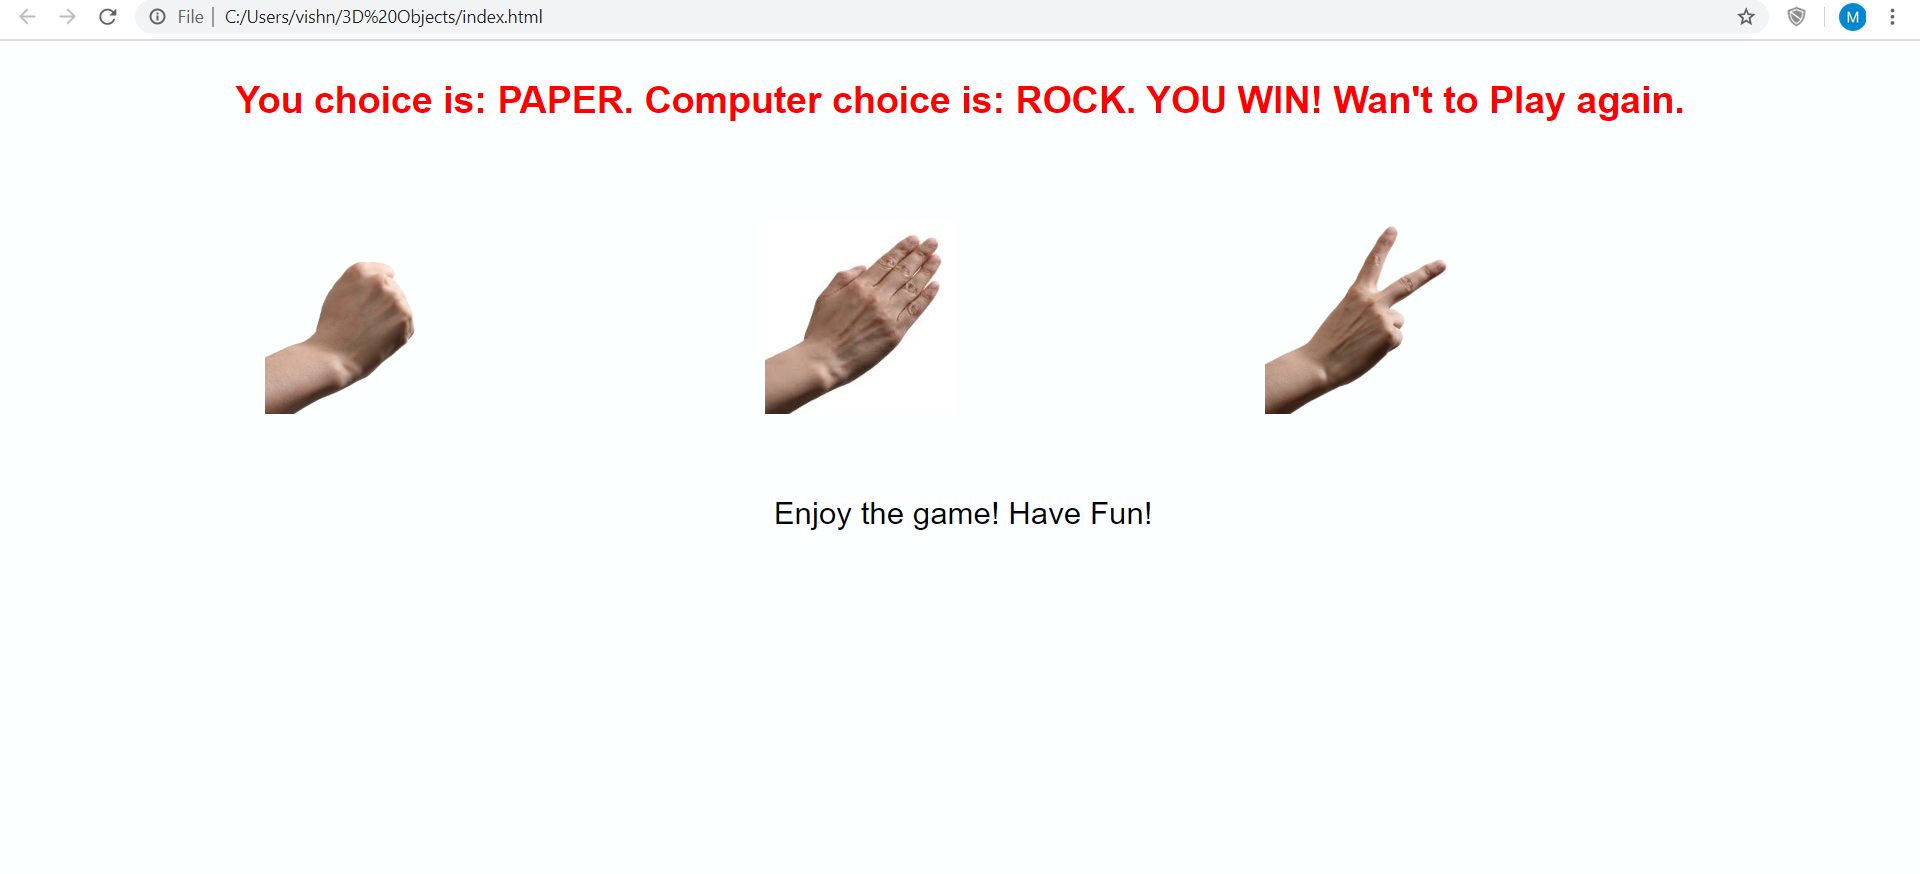 File | C:/Users/vishn/3D%20Objects/index.html
M
You choice is: PAPER. Computer choice is: ROCK. YOU WIN! Wan't to Play again.
Enjoy the game! Have Fun!